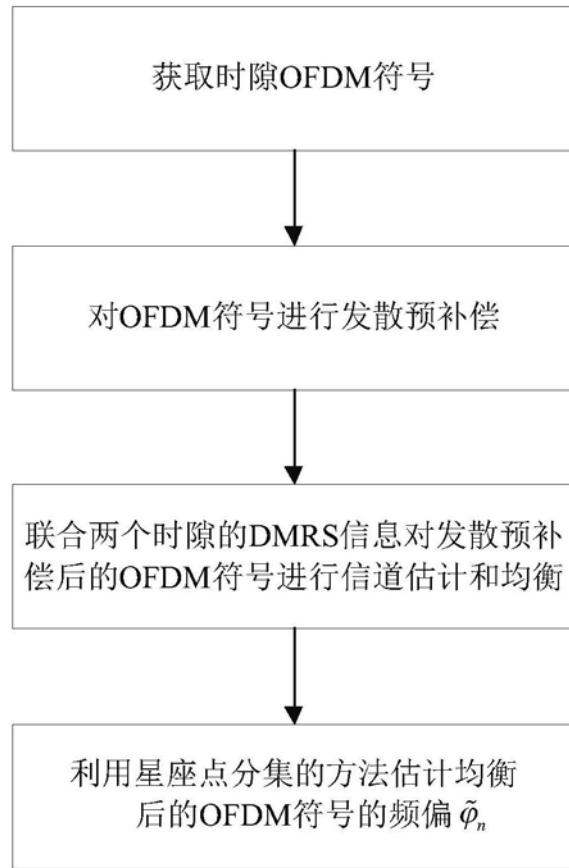 获取时隙OFDM符号
对OFDM符号进行发散预补偿
联合两个时隙的DMRS信息对发散预补
偿后的OFDM符号进行信道估计和均衡
利用星座点分集的方法估计均衡
后的OFDM符号的频偏 φ̃ₙ